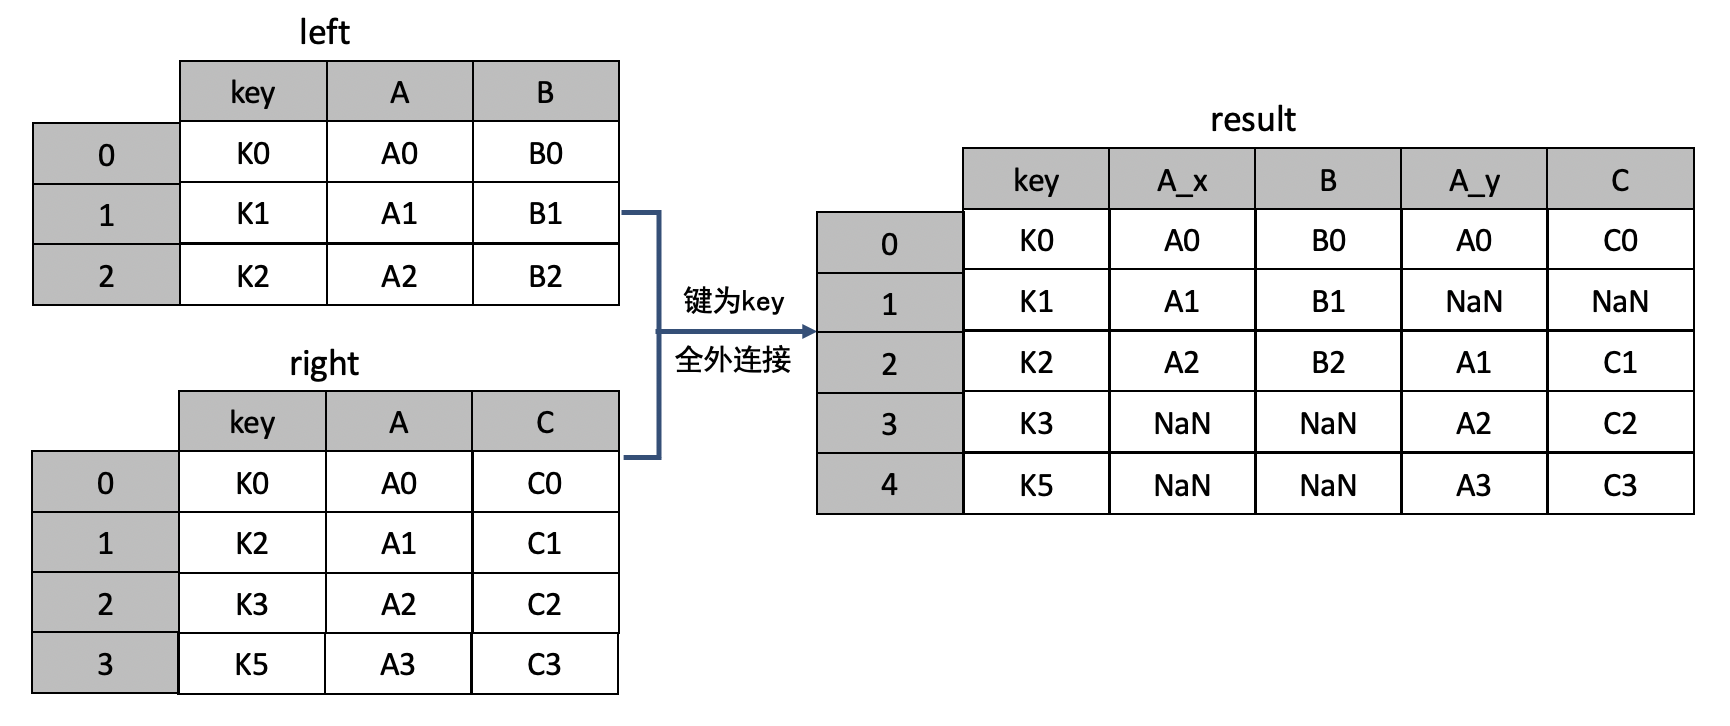 left
key A B
0 K0 A0 B0
1 K1 A1 B1
2 K2 A2 B2
right
key A C
0 K0 A0 C0
1 K2 A1 C1
2 K3 A2 C2
3 K5 A3 C3
键为key
全外连接
result
key A_x B A_y C
0 K0 A0 B0 A0 C0
1 K1 A1 B1 NaN NaN
2 K2 A2 B2 A1 C1
3 K3 NaN NaN A2 C2
4 K5 NaN NaN A3 C3